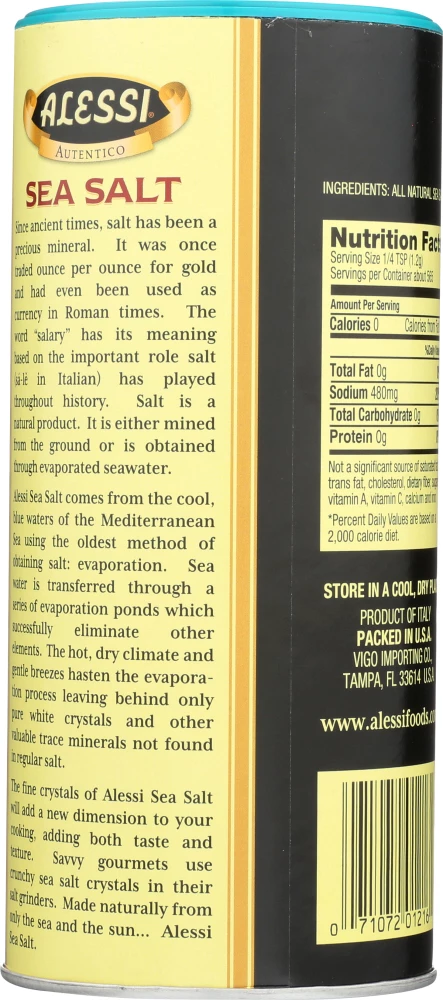 ALESSI®
AUTENTICO
SEA SALT
Since ancient times, salt has been a
precious mineral. It was once
traded ounce per ounce for gold
and had even been used as
currency in Roman times. The
word "salary" has its meaning
based on the important role salt
(sá-lé in Italian) has played
throughout history. Salt is a
natural product. It is either mined
from the ground or is obtained
through evaporated seawater.
Alessi Sea Salt comes from the cool,
blue waters of the Mediterranean
Sea using the oldest method of
obtaining salt: evaporation. Sea
water is transferred through a
series of evaporation ponds which
successfully eliminate other
elements. The hot, dry climate and
gentle breezes hasten the evapora-
tion process leaving behind only
pure white crystals and other
valuable trace minerals not found
in regular salt.
The fine crystals of Alessi Sea Salt
will add a new dimension to your
cooking, adding both taste and
texture. Savvy gourmets use
crunchy sea salt crystals in their
salt grinders. Made naturally from
only the sea and the sun... Alessi
Sea Salt.
INGREDIENTS: ALL NATURAL SEA
Nutrition Fact
Serving Size 1/4 TSP (1.2g)
Servings per Container about 565
Amount Per Serving
Calories 0 Calories from
%Daily
Total Fat 0g
Sodium 480mg
Total Carbohydrate 0g
Protein 0g
Not a significant source of saturated
trans fat, cholesterol, dietary fiber,
vitamin A, vitamin C, calcium and
*Percent Daily Values are based on
2,000 calorie diet.
STORE IN A COOL, DRY
PRODUCT OF ITALY
PACKED IN U.S.A.
VIGO IMPORTING CO.,
TAMPA, FL 33614 U.S.A.
www.alessifoods.co
0 71072 0121